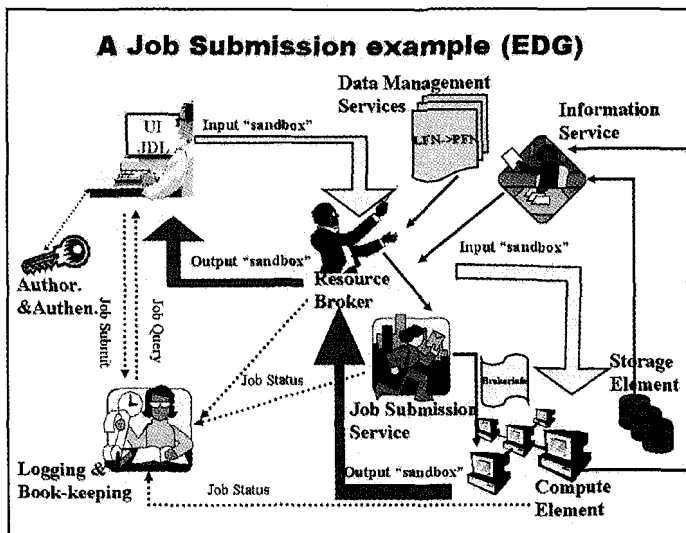 A Job Submission example (EDG)
Data Management
Services
Information
Service
UI
JDL
Input "sandbox"
LFN->PFN
Input "sandbox"
Output "sandbox"
Resource
Broker
Author.
&Authen.
Job Submit
Job Query
Job Status
BrokerInfo
Storage
Element
Job Submission
Service
Logging &
Book-keeping
Output "sandbox"
Job Status
Compute
Element